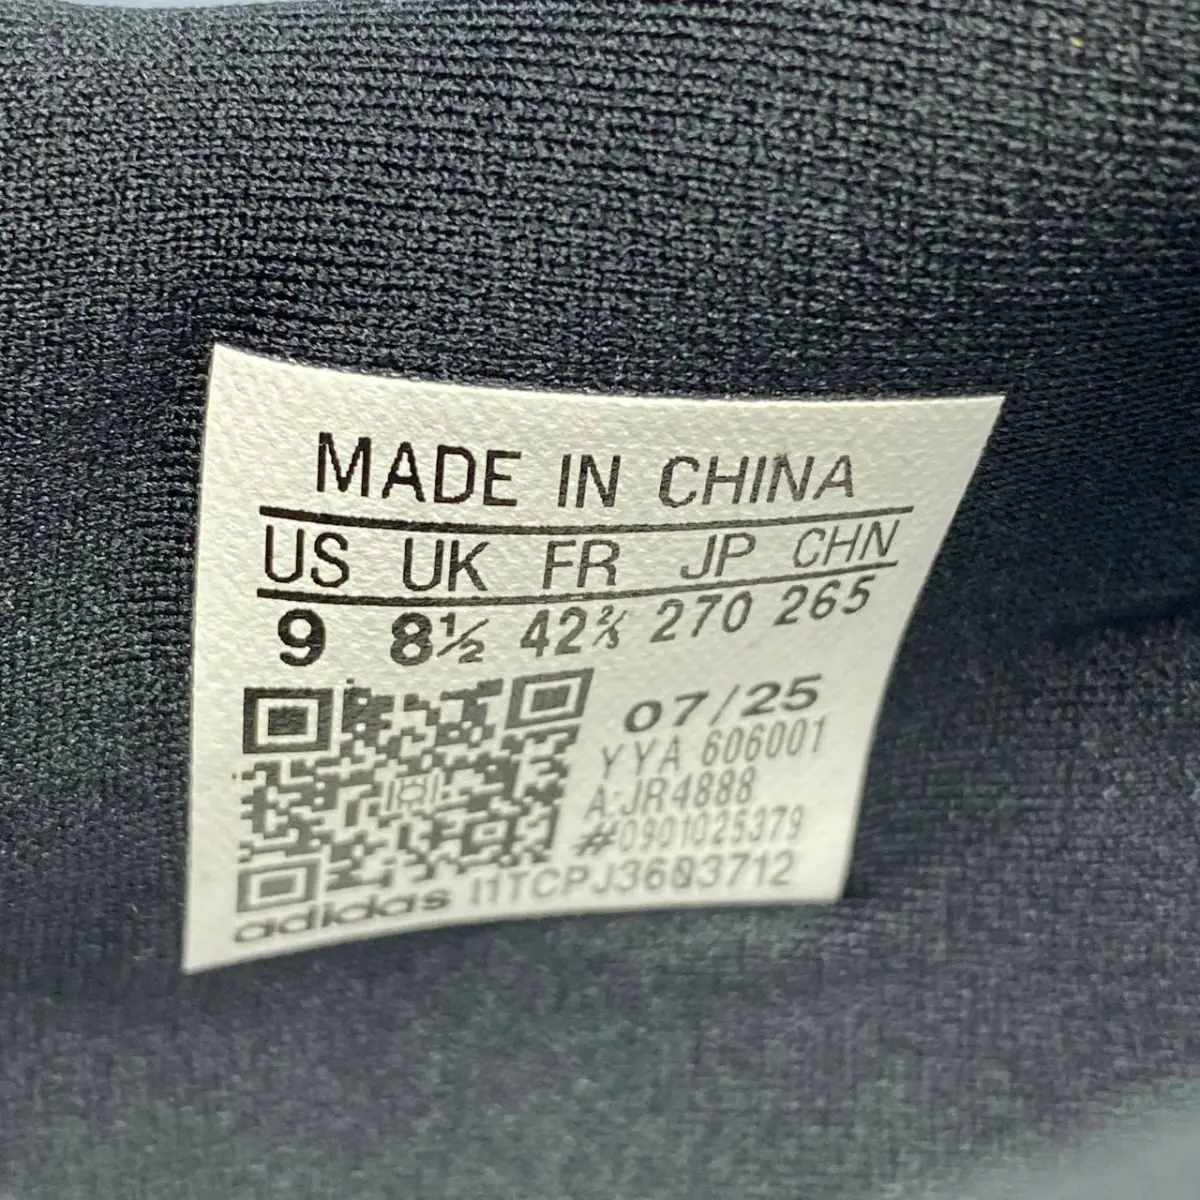 MADE IN CHINA
US UK FR JP CHN
9 8½ 42⅔ 270 265
07/25
YYA 606001
A:JR4888
#0901025379
adidas I1TCPJ3603712